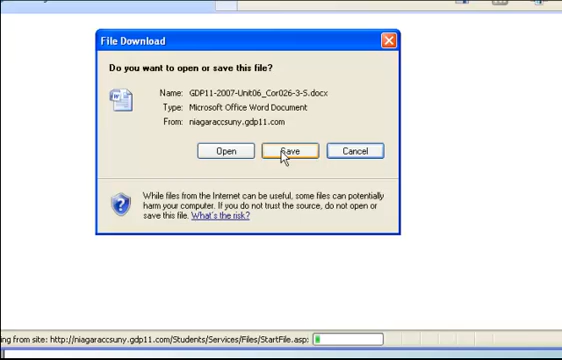 File Download
Do you want to open or save this file?
Name: GDP11-2007-Unit06_Cor026-3-S.docx
Type: Microsoft Office Word Document
From: niagaraccsuny.gdp11.com
Open Save Cancel
While files from the Internet can be useful, some files can potentially
harm your computer. If you do not trust the source, do not open or
save this file. What's the risk?
ing from site: http://niagaraccsuny.gdp11.com/Students/Services/Files/StartFile.asp: